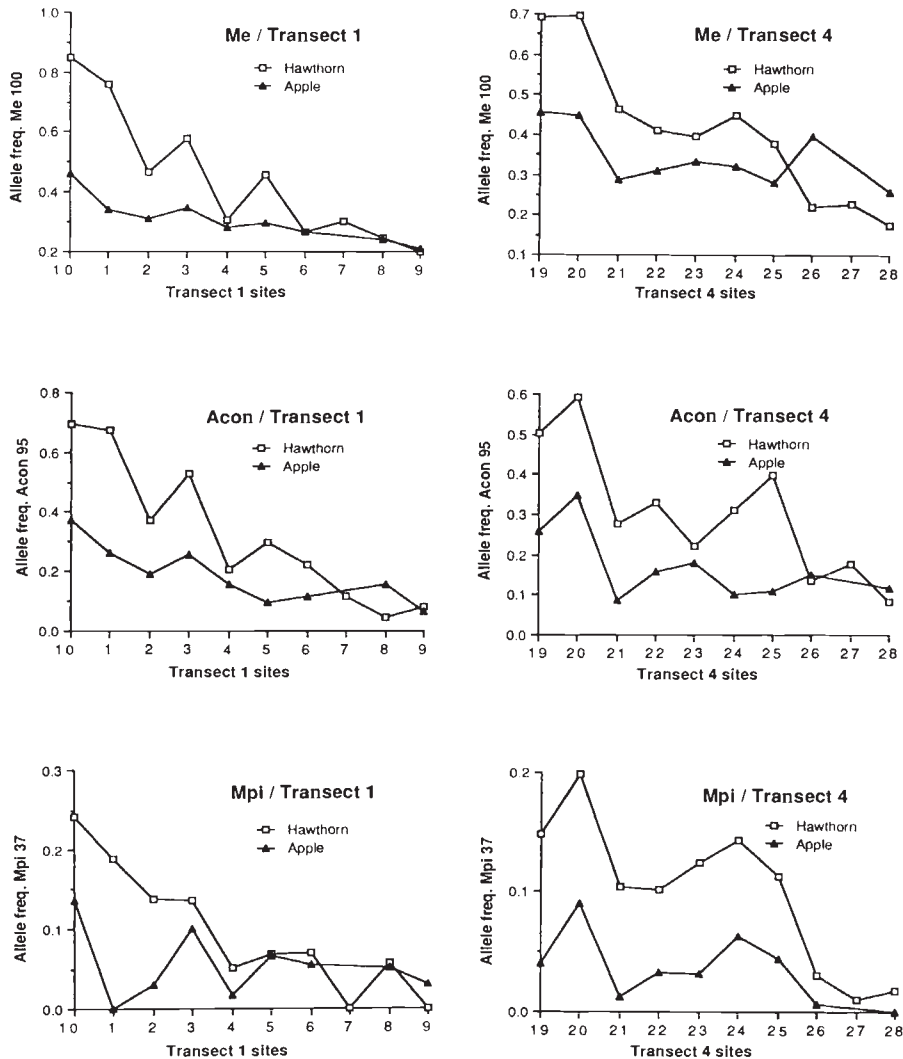 Me / Transect 1
Hawthorn
Apple
Allele freq. Me 100
1.0
0.8
0.6
0.4
0.2
10 1 2 3 4 5 6 7 8 9
Transect 1 sites
Me / Transect 4
Hawthorn
Apple
Allele freq. Me 100
0.7
0.6
0.5
0.4
0.3
0.2
0.1
19 20 21 22 23 24 25 26 27 28
Transect 4 sites
Acon / Transect 1
Hawthorn
Apple
Allele freq. Acon 95
0.8
0.6
0.4
0.2
0.0
10 1 2 3 4 5 6 7 8 9
Transect 1 sites
Acon / Transect 4
Hawthorn
Apple
Allele freq. Acon 95
0.6
0.5
0.4
0.3
0.2
0.1
0.0
19 20 21 22 23 24 25 26 27 28
Transect 4 sites
Mpi / Transect 1
Hawthorn
Apple
Allele freq. Mpi 37
0.3
0.2
0.1
0.0
10 1 2 3 4 5 6 7 8 9
Transect 1 sites
Mpi / Transect 4
Hawthorn
Apple
Allele freq. Mpi 37
0.2
0.1
0.0
19 20 21 22 23 24 25 26 27 28
Transect 4 sites